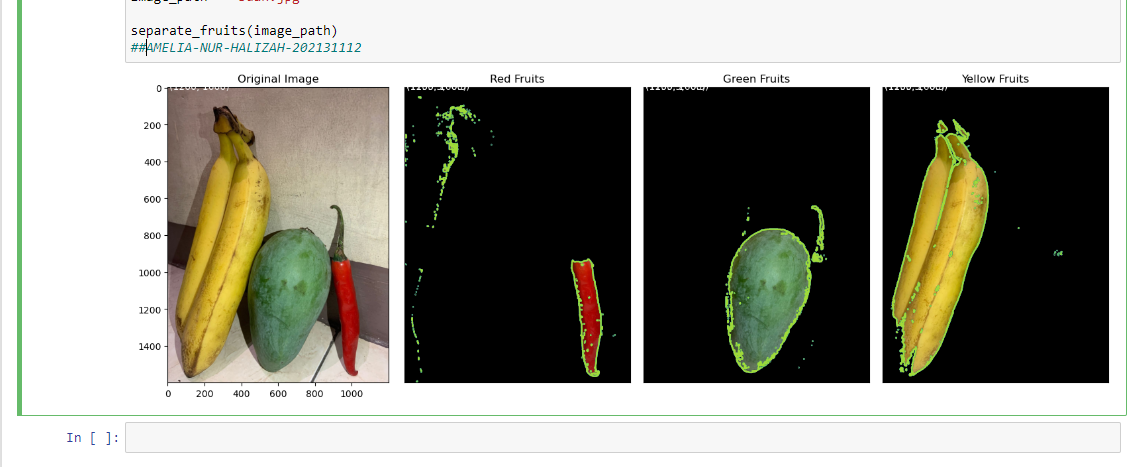 separate_fruits(image_path)
##AMELIA-NUR-HALIZAH-202131112
Original Image
Red Fruits
Green Fruits
Yellow Fruits
0
200
400
600
800
1000
1200
1400
0 200 400 600 800 1000
In [ ]: